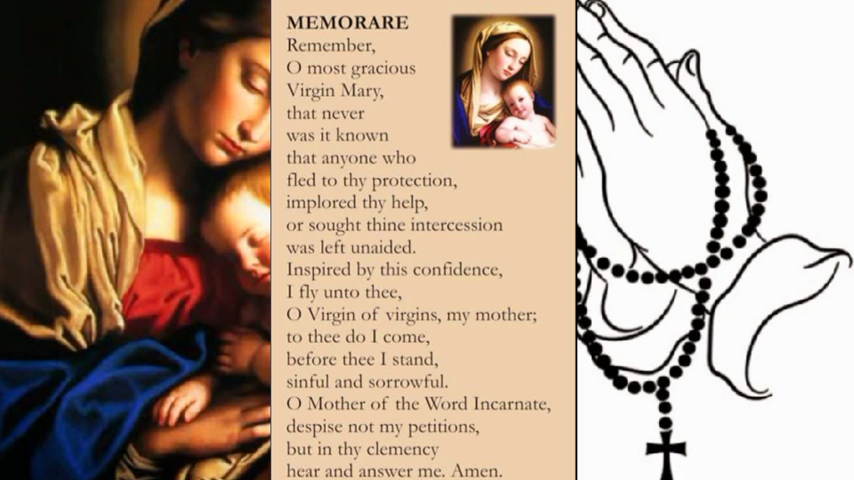 MEMORARE
Remember,
O most gracious
Virgin Mary,
that never
was it known
that anyone who
fled to thy protection,
implored thy help,
or sought thine intercession
was left unaided.
Inspired by this confidence,
I fly unto thee,
O Virgin of virgins, my mother;
to thee do I come,
before thee I stand,
sinful and sorrowful.
O Mother of the Word Incarnate,
despise not my petitions,
but in thy clemency
hear and answer me. Amen.